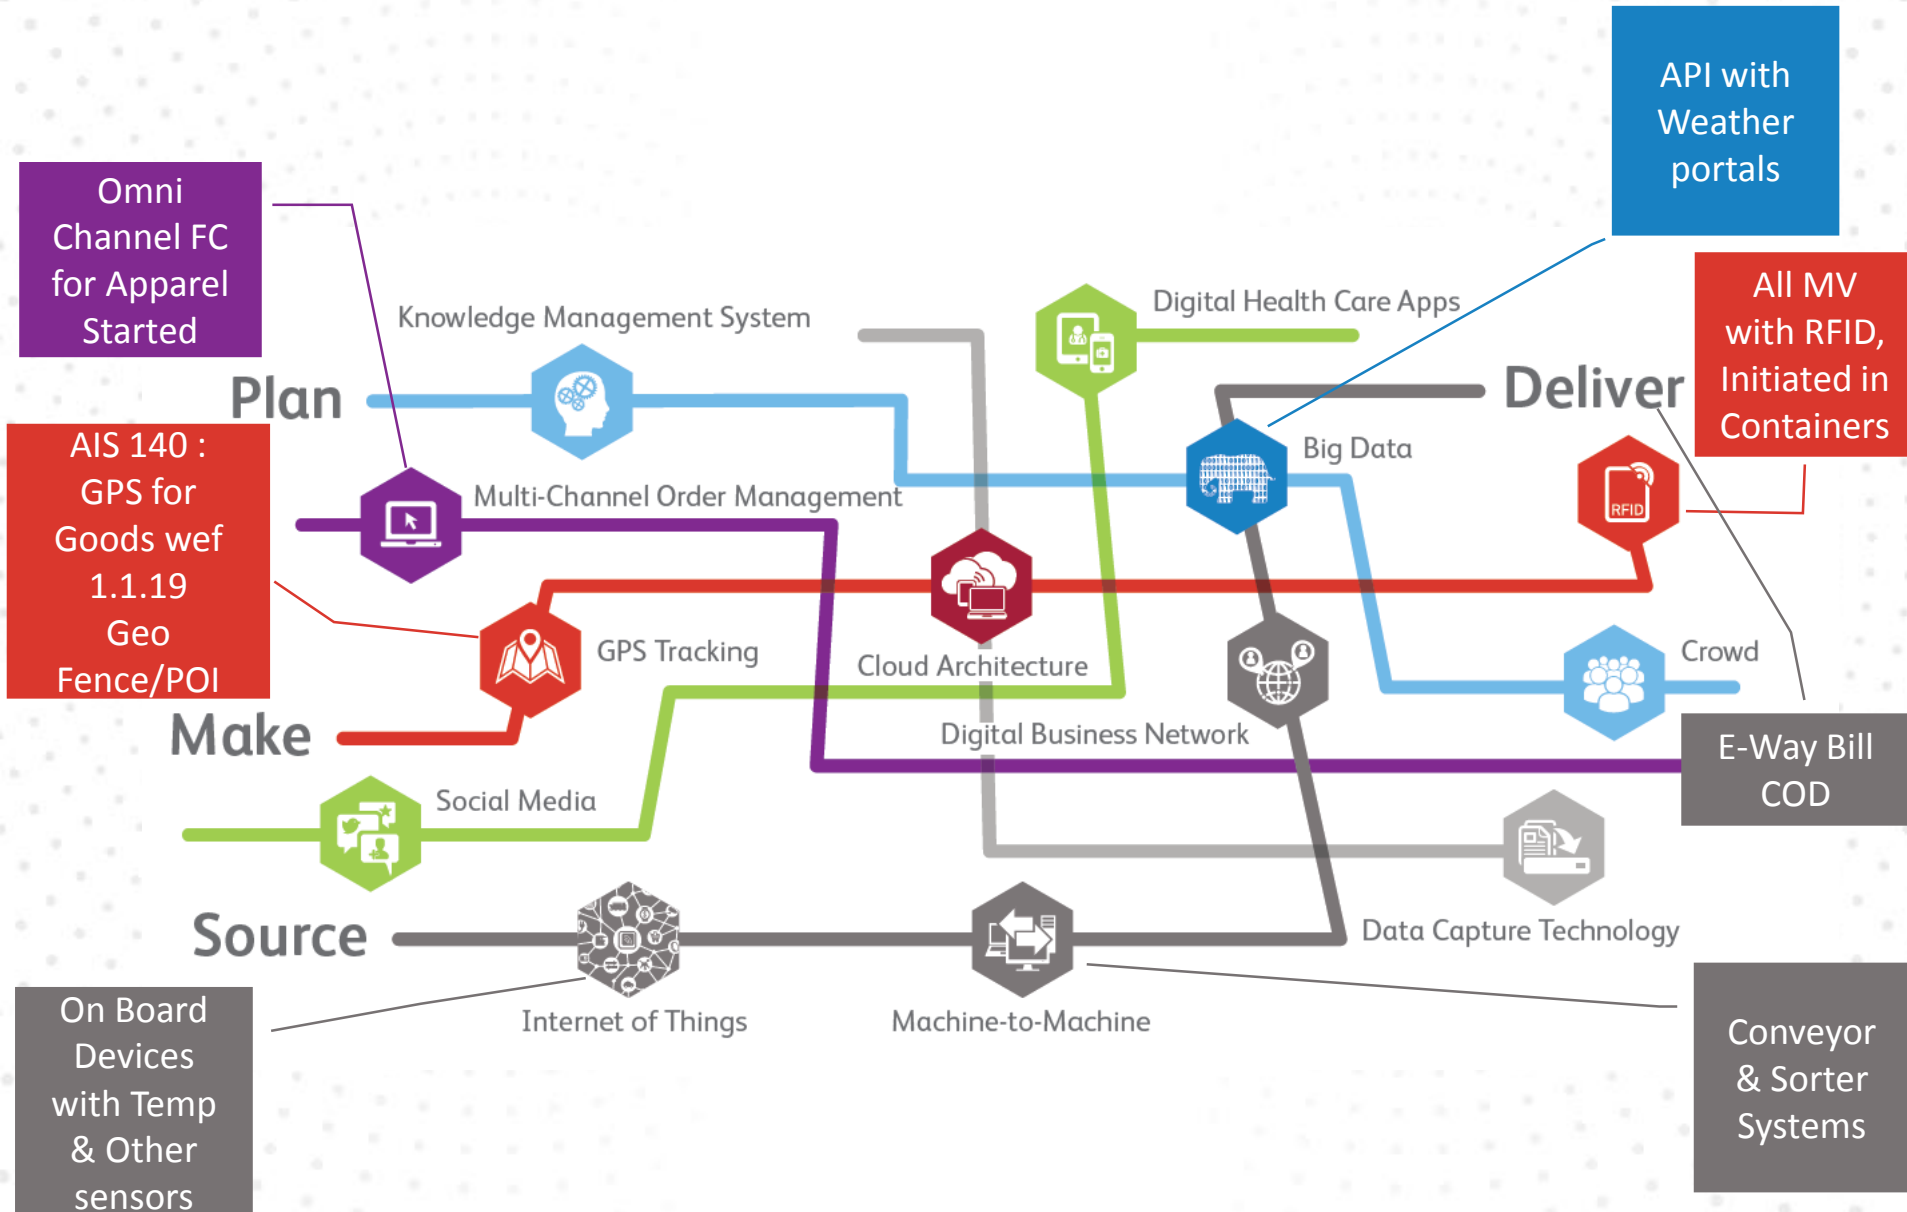 API with
Weather
portals
Omni
Channel FC
for Apparel
Started
All MV
with RFID,
Initiated in
Containers
Digital Health Care Apps
Knowledge Management System
Plan
Deliver
AIS 140 :
GPS for
Goods wef
1.1.19
Geo
Fence/POI
Big Data
Multi-Channel Order Management
RFID
GPS Tracking
Cloud Architecture
Crowd
Make
Digital Business Network
E-Way Bill
COD
Social Media
Source
Data Capture Technology
Internet of Things
Machine-to-Machine
On Board
Devices
with Temp
& Other
sensors
Conveyor
& Sorter
Systems